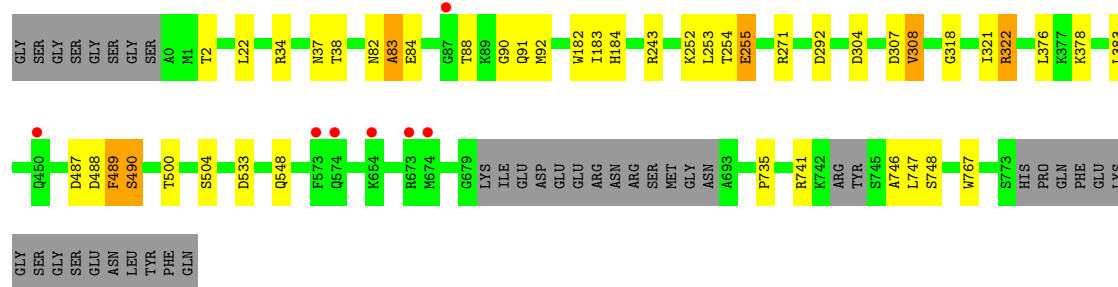 GLY SER GLY SER GLY SER GLY SER A0 M1 T2 L22 R34 N37 T38 N82 A83 E84 G87 T88 K89 G90 Q91 M92 W182 I183 H184 R243 K252 L253 T254 E255 R271 D292 D304 D307 V308 G318 I321 R322 L376 K377 K378
Q450 D487 D488 F489 S490 T500 S504 D533 Q548 F573 Q574 K654 R673 M674 G679 LYS ILE GLU ASP GLU GLU ARG ASN ARG SER MET GLY ASN A693 P735 R741 K742 ARG TYR S745 A746 L747 S748 W767 S773 HIS PRO GLN PHE GLU LYS
GLY SER GLY SER GLU ASN LEU TYR PHE GLN